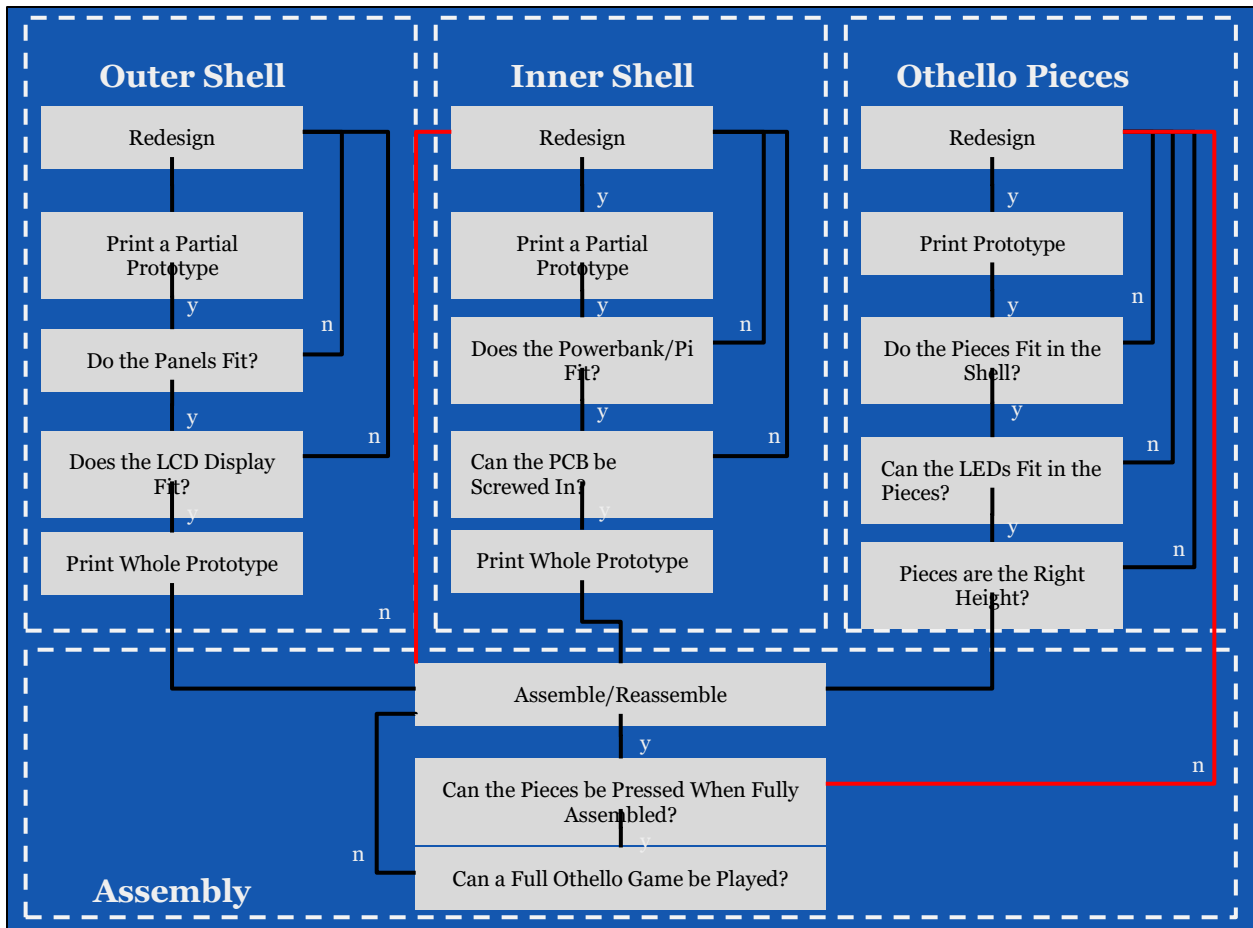 Outer Shell
Redesign
Print a Partial
Prototype
y
n
Do the Panels Fit?
y
n
Does the LCD Display
Fit?
y
Print Whole Prototype
Inner Shell
Redesign
y
Print a Partial
Prototype
y
n
Does the Powerbank/Pi
Fit?
y
n
Can the PCB be
Screwed In?
y
Print Whole Prototype
Othello Pieces
Redesign
y
Print Prototype
y
n
Do the Pieces Fit in the
Shell?
y
n
Can the LEDs Fit in the
Pieces?
y
n
Pieces are the Right
Height?
n
Assemble/Reassemble
y
n
Can the Pieces be Pressed When Fully
Assembled?
y
n
Can a Full Othello Game be Played?
Assembly